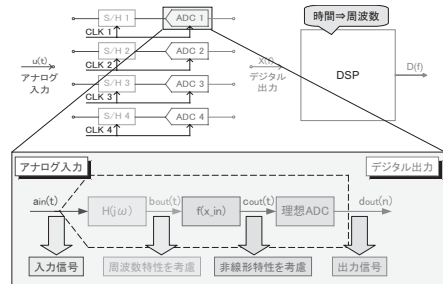 S/H 1
ADC 1
CLK 1
S/H 2
ADC 2
CLK 2
S/H 3
ADC 3
CLK 3
S/H 4
ADC 4
CLK 4
u(t)
アナログ
入力
X(n)
デジタル
出力
時間⇒周波数
DSP
D(f)
アナログ入力
デジタル出力
ain(t)
H(jω)
bout(t)
f(x_in)
cout(t)
理想ADC
dout(n)
入力信号
周波数特性を考慮
非線形特性を考慮
出力信号